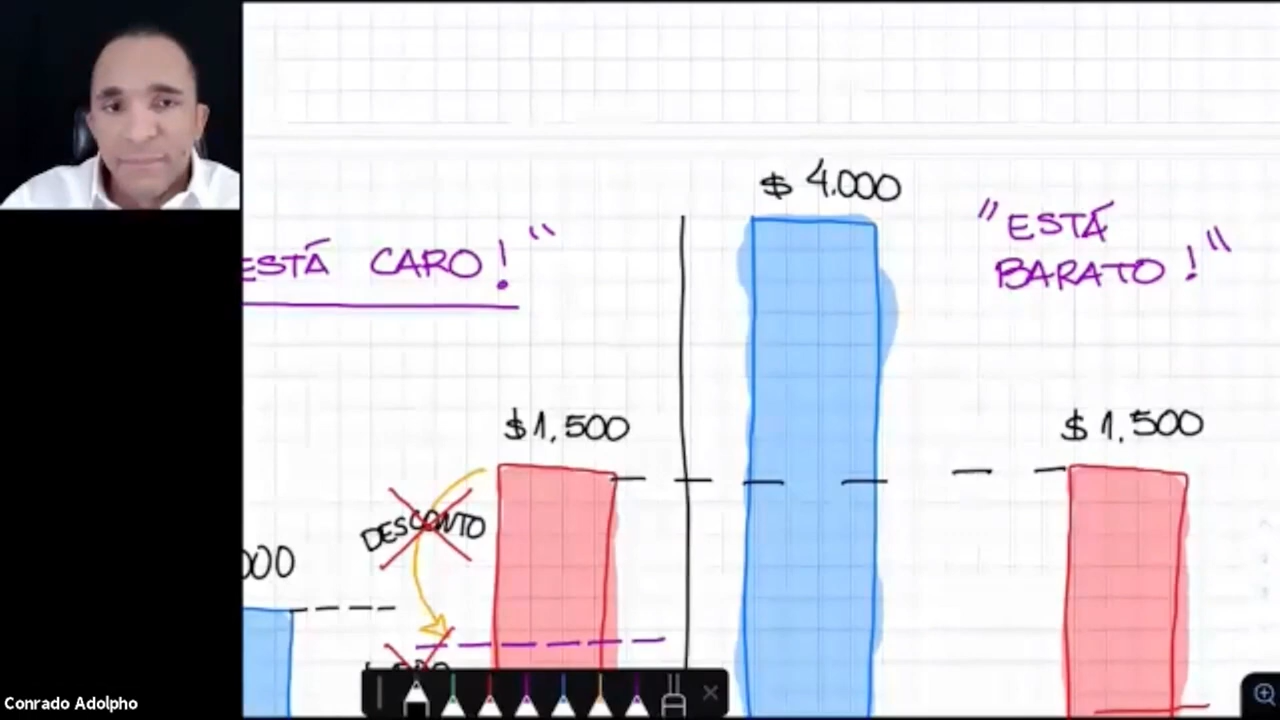 $ 4.000
"ESTÁ
BARATO!"
ESTÁ CARO!"
$1,500
$ 1.500
DESCONTO
000
Conrado Adolpho